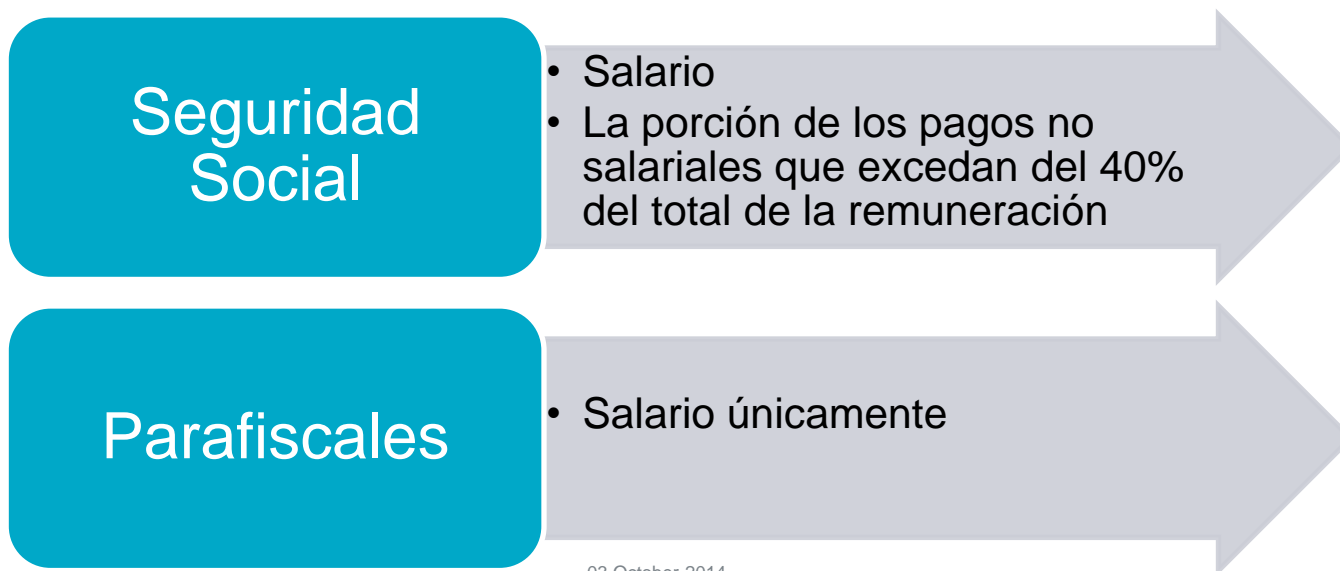 Seguridad
Social
• Salario
• La porción de los pagos no
salariales que excedan del 40%
del total de la remuneración
Parafiscales
• Salario únicamente